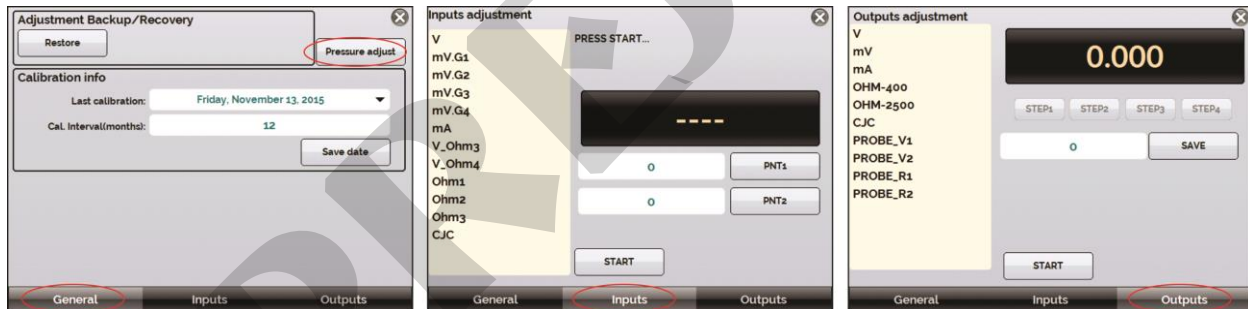 Adjustment Backup/Recovery
Restore
Pressure adjust
Calibration info
Last calibration: Friday, November 13, 2015
Cal. Interval(months): 12
Save date
General Inputs Outputs
Inputs adjustment
V
mV.G1
mV.G2
mV.G3
mV.G4
mA
V_Ohm3
V_Ohm4
Ohm1
Ohm2
Ohm3
CJC
PRESS START...
----
0 PNT1
0 PNT2
START
General Inputs Outputs
Outputs adjustment
V
mV
mA
OHM-400
OHM-2500
CJC
PROBE_V1
PROBE_V2
PROBE_R1
PROBE_R2
0.000
STEP1 STEP2 STEP3 STEP4
0 SAVE
START
General Inputs Outputs